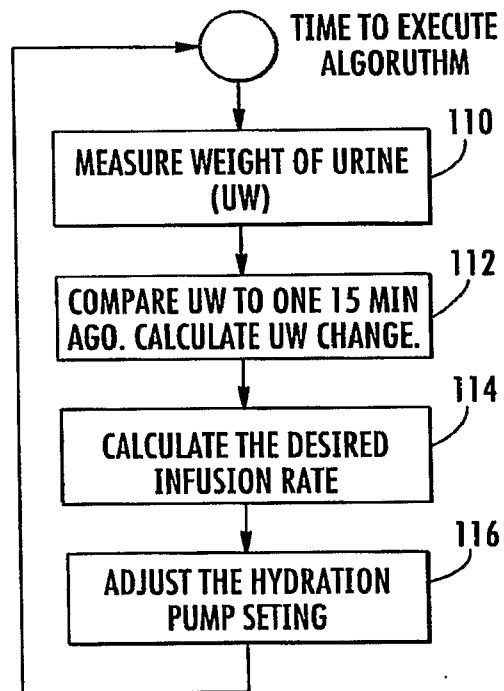 TIME TO EXECUTE
ALGORUTHM
110
MEASURE WEIGHT OF URINE
(UW)
112
COMPARE UW TO ONE 15 MIN
AGO. CALCULATE UW CHANGE.
114
CALCULATE THE DESIRED
INFUSION RATE
116
ADJUST THE HYDRATION
PUMP SETING